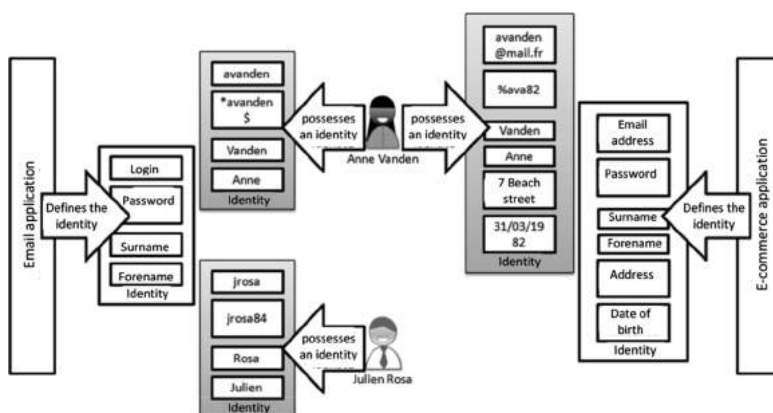 Email application
Defines the
identity
Login
Password
Surname
Forename
Identity
avanden
*avanden
$
Vanden
Anne
Identity
possesses
an identity
Anne Vanden
possesses
an identity
avanden
@mail.fr
%ava82
Vanden
Anne
7 Beach
street
31/03/19
82
Identity
Email
address
Password
Surname
Forename
Address
Date of
birth
Identity
Defines the
identity
E-commerce application
jrosa
jrosa84
Rosa
Julien
Identity
possesses
an identity
Julien Rosa